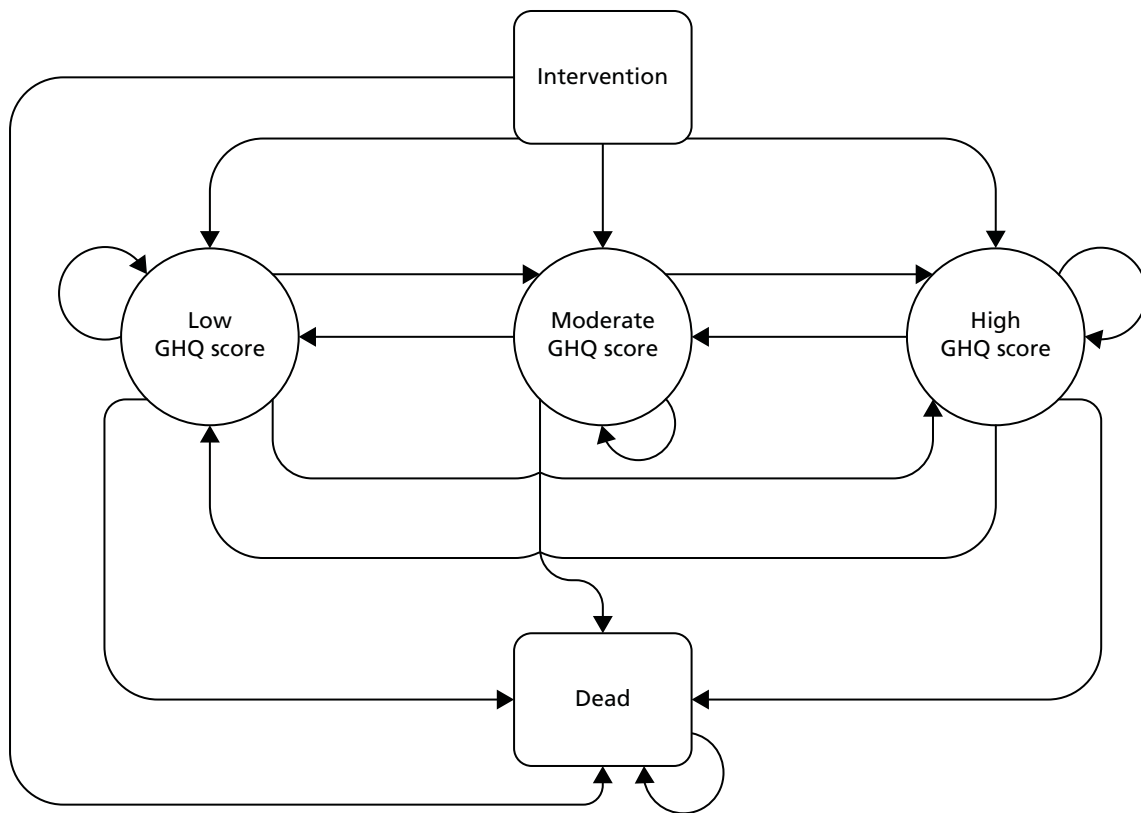 Intervention
Low
GHQ score
Moderate
GHQ score
High
GHQ score
Dead